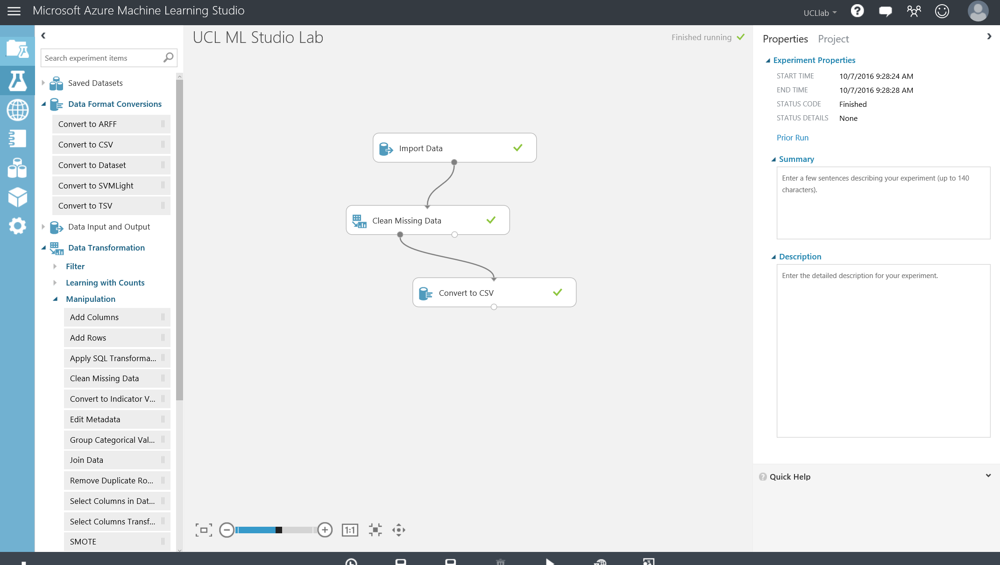 Microsoft Azure Machine Learning Studio
UCLlab
Search experiment items
Saved Datasets
Data Format Conversions
Convert to ARFF
Convert to CSV
Convert to Dataset
Convert to SVMLight
Convert to TSV
Data Input and Output
Data Transformation
Filter
Learning with Counts
Manipulation
Add Columns
Add Rows
Apply SQL Transforma...
Clean Missing Data
Convert to Indicator V...
Edit Metadata
Group Categorical Val...
Join Data
Remove Duplicate Ro...
Select Columns in Dat...
Select Columns Transf...
SMOTE
UCL ML Studio Lab
Finished running
Import Data
Clean Missing Data
Convert to CSV
1:1
Properties Project
Experiment Properties
START TIME 10/7/2016 9:28:24 AM
END TIME 10/7/2016 9:28:28 AM
STATUS CODE Finished
STATUS DETAILS None
Prior Run
Summary
Enter a few sentences describing your experiment (up to 140
characters).
Description
Enter the detailed description for your experiment.
Quick Help